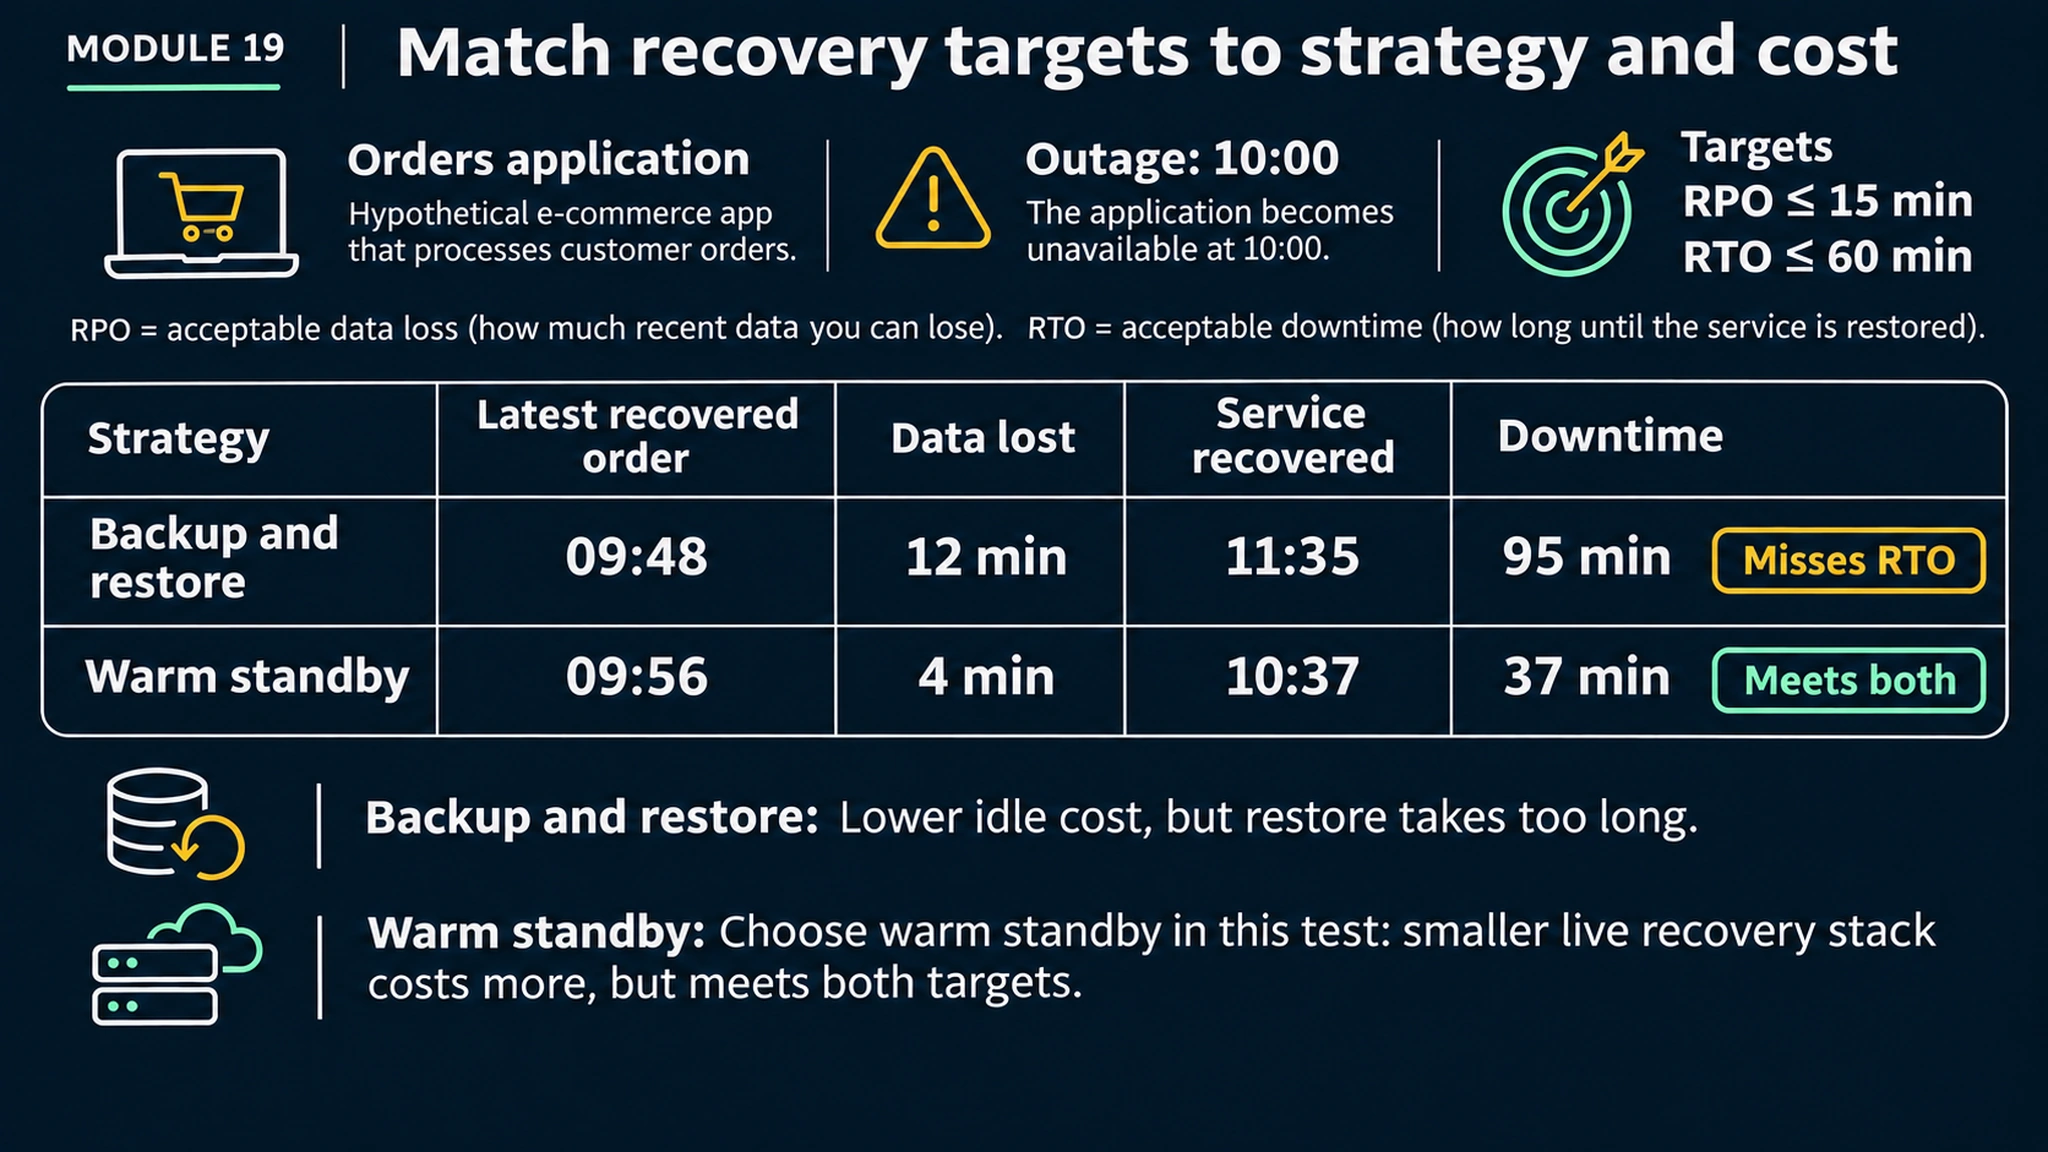 MODULE 19
Match recovery targets to strategy and cost
Orders application
Hypothetical e-commerce app
that processes customer orders.
Outage: 10:00
The application becomes
unavailable at 10:00.
Targets
RPO ≤ 15 min
RTO ≤ 60 min
RPO = acceptable data loss (how much recent data you can lose). RTO = acceptable downtime (how long until the service is restored).
Strategy
Latest recovered
order
Data lost
Service
recovered
Downtime
Backup and
restore
09:48
12 min
11:35
95 min
Misses RTO
Warm standby
09:56
4 min
10:37
37 min
Meets both
Backup and restore: Lower idle cost, but restore takes too long.
Warm standby: Choose warm standby in this test: smaller live recovery stack
costs more, but meets both targets.